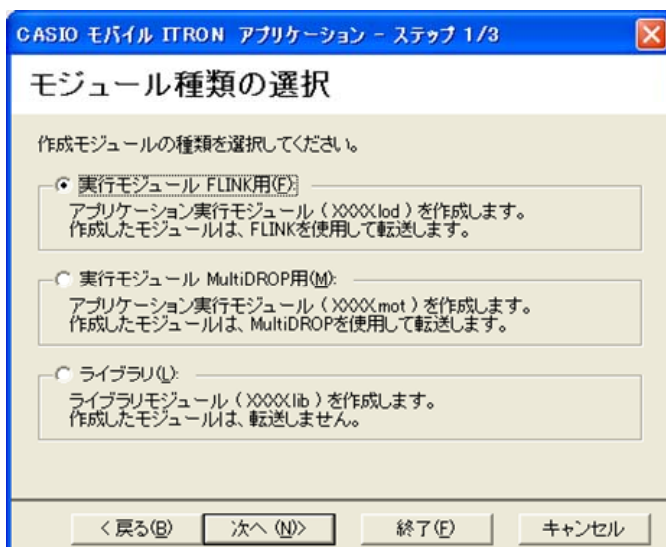 CASIO モバイル ITRON アプリケーション - ステップ 1/3
モジュール種類の選択
作成モジュールの種類を選択してください。
実行モジュール FLINK用(F):
アプリケーション実行モジュール ( XXXX.lod ) を作成します。
作成したモジュールは、FLINKを使用して転送します。
実行モジュール MultiDROP用(M):
アプリケーション実行モジュール ( XXXX.mot ) を作成します。
作成したモジュールは、MultiDROPを使用して転送します。
ライブラリ(L):
ライブラリモジュール ( XXXX.lib ) を作成します。
作成したモジュールは、転送しません。
< 戻る(B) 次へ (N)> 終了(F) キャンセル